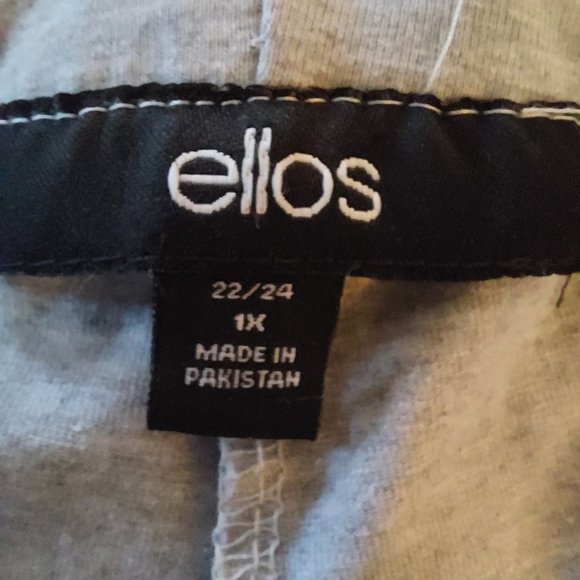 ellos
22/24
1X
MADE IN
PAKISTAN